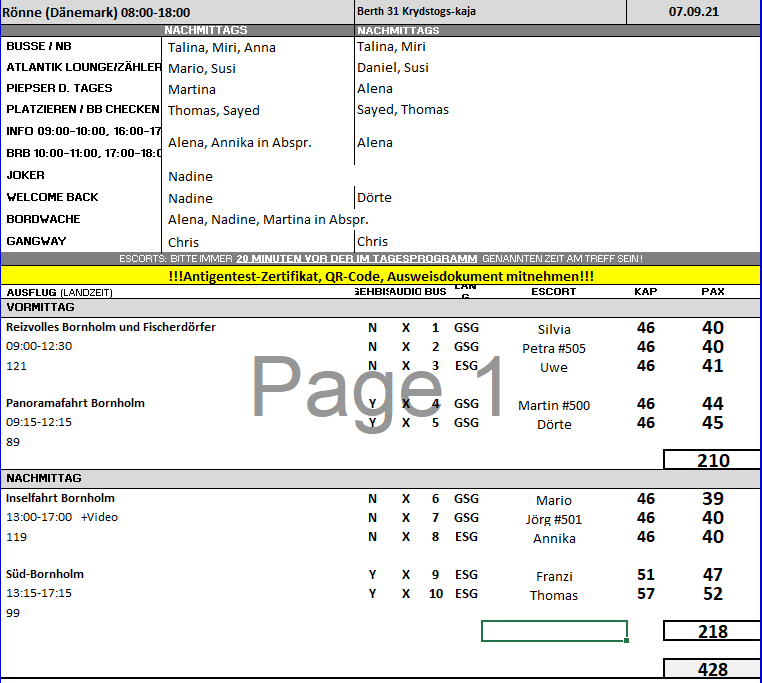 Rönne (Dänemark) 08:00-18:00 Berth 31 Krydstogs-kaja 07.09.21
NACHMITTAGS NACHMITTAGS
BUSSE / NB Talina, Miri, Anna Talina, Miri
ATLANTIK LOUNGE/ZÄHLER Mario, Susi Daniel, Susi
PIEPSER D. TAGES Martina Alena
PLATZIEREN / BB CHECKEN Thomas, Sayed Sayed, Thomas
INFO 09:00-10:00, 16:00-17
Alena, Annika in Abspr. Alena
BRB 10:00-11:00, 17:00-18:0
JOKER Nadine
WELCOME BACK Nadine Dörte
BORDWACHE Alena, Nadine, Martina in Abspr.
GANGWAY Chris Chris
ESCORTS: BITTE IMMER 20 MINUTEN VOR DER IM TAGESPROGRAMM GENANNTEN ZEIT AM TREFF SEIN!
!!!Antigentest-Zertifikat, QR-Code, Ausweisdokument mitnehmen!!!
AUSFLUG (LANDZEIT) GEHBI AUDIO BUS LAN G. ESCORT KAP PAX
VORMITTAG
Reizvolles Bornholm und Fischerdörfer N X 1 GSG Silvia 46 40
09:00-12:30 N X 2 GSG Petra #505 46 40
121 N X 3 ESG Uwe 46 41
Page 1
Panoramafahrt Bornholm Y X 4 GSG Martin #500 46 44
09:15-12:15 Y X 5 GSG Dörte 46 45
89
210
NACHMITTAG
Inselfahrt Bornholm N X 6 GSG Mario 46 39
13:00-17:00 +Video N X 7 GSG Jörg #501 46 40
119 N X 8 ESG Annika 46 40
Süd-Bornholm Y X 9 ESG Franzi 51 47
13:15-17:15 Y X 10 ESG Thomas 57 52
99
218
428